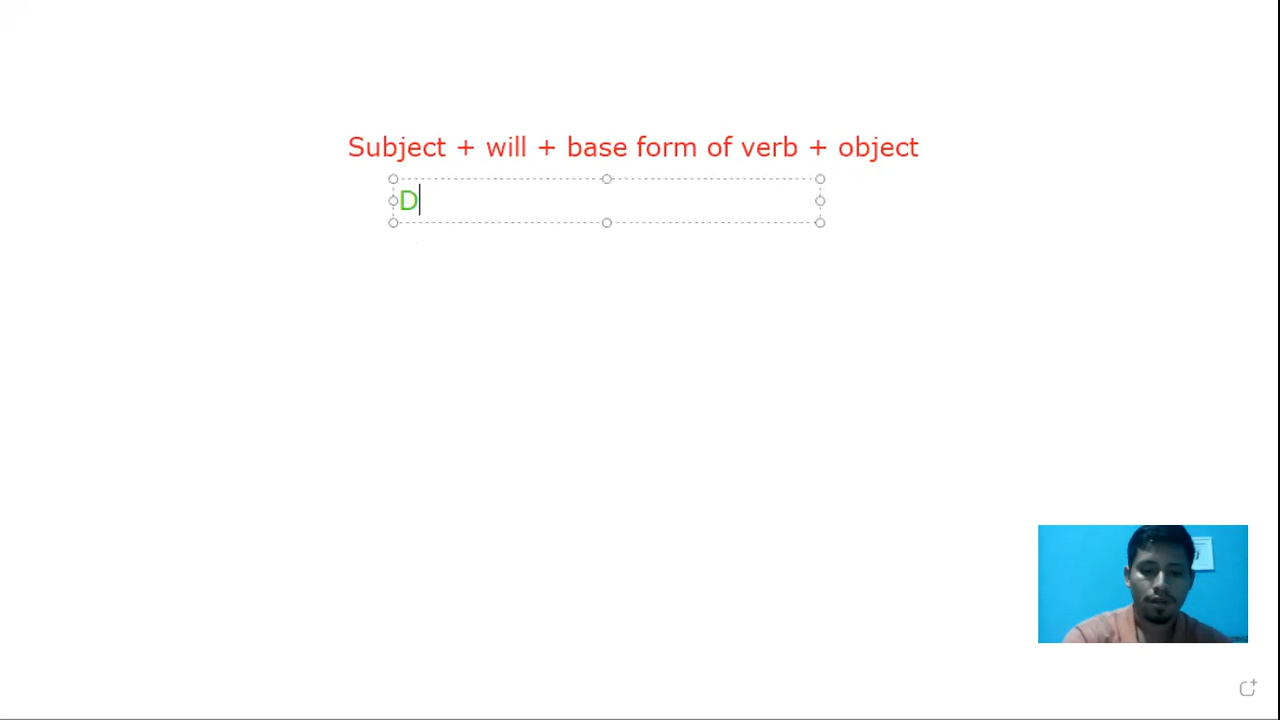 Subject + will + base form of verb + object
D